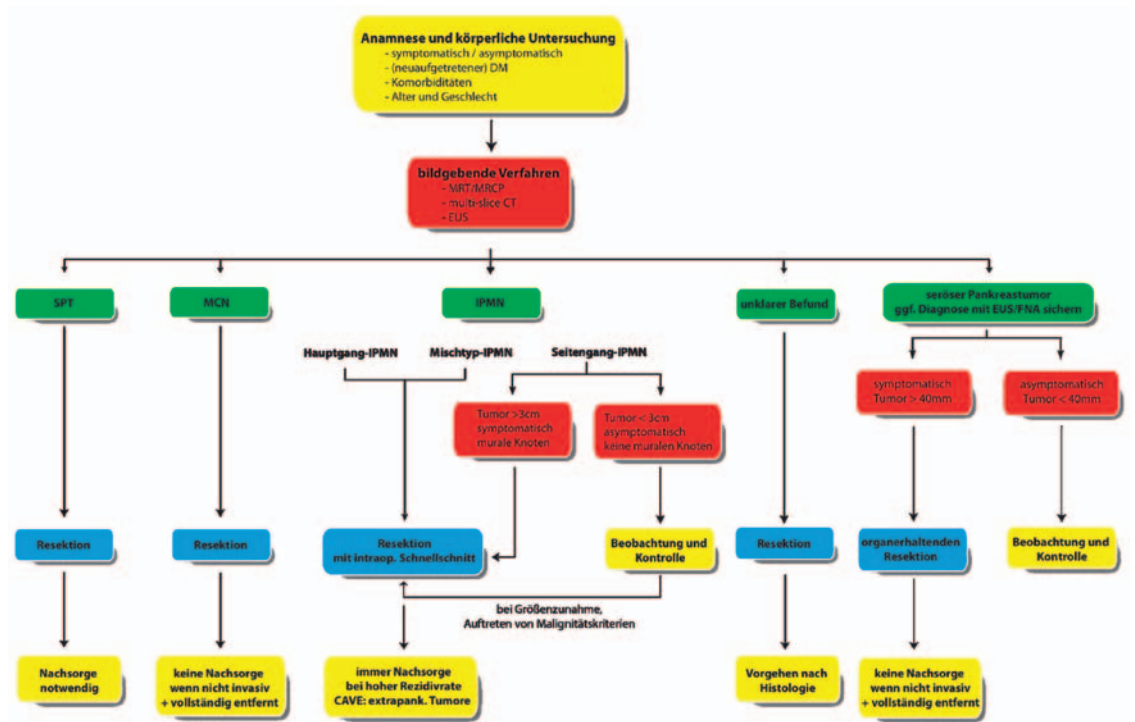 Anamnese und körperliche Untersuchung
- symptomatisch / asymptomatisch
- (neuaufgetretener) DM
- Komorbiditäten
- Alter und Geschlecht
bildgebende Verfahren
- MRT/MRCP
- multi-slice CT
- EUS
SPT
MCN
IPMN
unklarer Befund
seröser Pankreastumor
ggf. Diagnose mit EUS/FNA sichern
Hauptgang-IPMN
Mischtyp-IPMN
Seitengang-IPMN
Tumor >3cm
symptomatisch
murale Knoten
Tumor < 3cm
asymptomatisch
keine muralen Knoten
symptomatisch
Tumor > 40mm
asymptomatisch
Tumor < 40mm
Resektion
Resektion
Resektion
mit intraop. Schnellschnitt
Beobachtung und
Kontrolle
Resektion
organerhaltenden
Resektion
Beobachtung und
Kontrolle
bei Größenzunahme,
Auftreten von Malignitätskriterien
Nachsorge
notwendig
keine Nachsorge
wenn nicht invasiv
+ vollständig entfernt
immer Nachsorge
bei hoher Rezidivrate
CAVE: extrapank. Tumore
Vorgehen nach
Histologie
keine Nachsorge
wenn nicht invasiv
+ vollständig entfernt